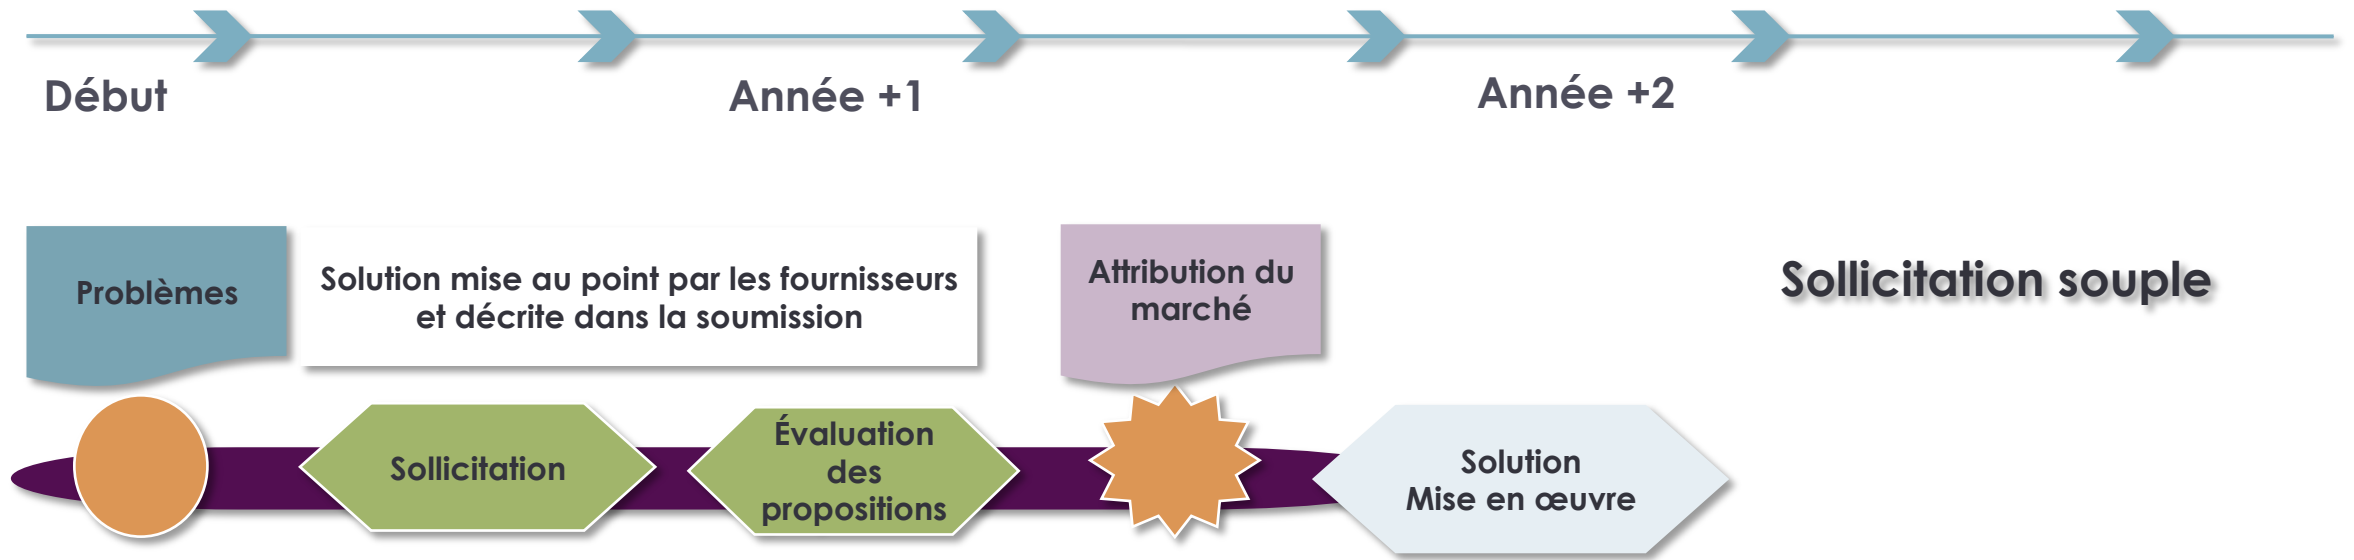 Début
Année +1
Année +2
Problèmes
Solution mise au point par les fournisseurs
et décrite dans la soumission
Attribution du
marché
Sollicitation souple
Sollicitation
Évaluation
des
propositions
Solution
Mise en œuvre